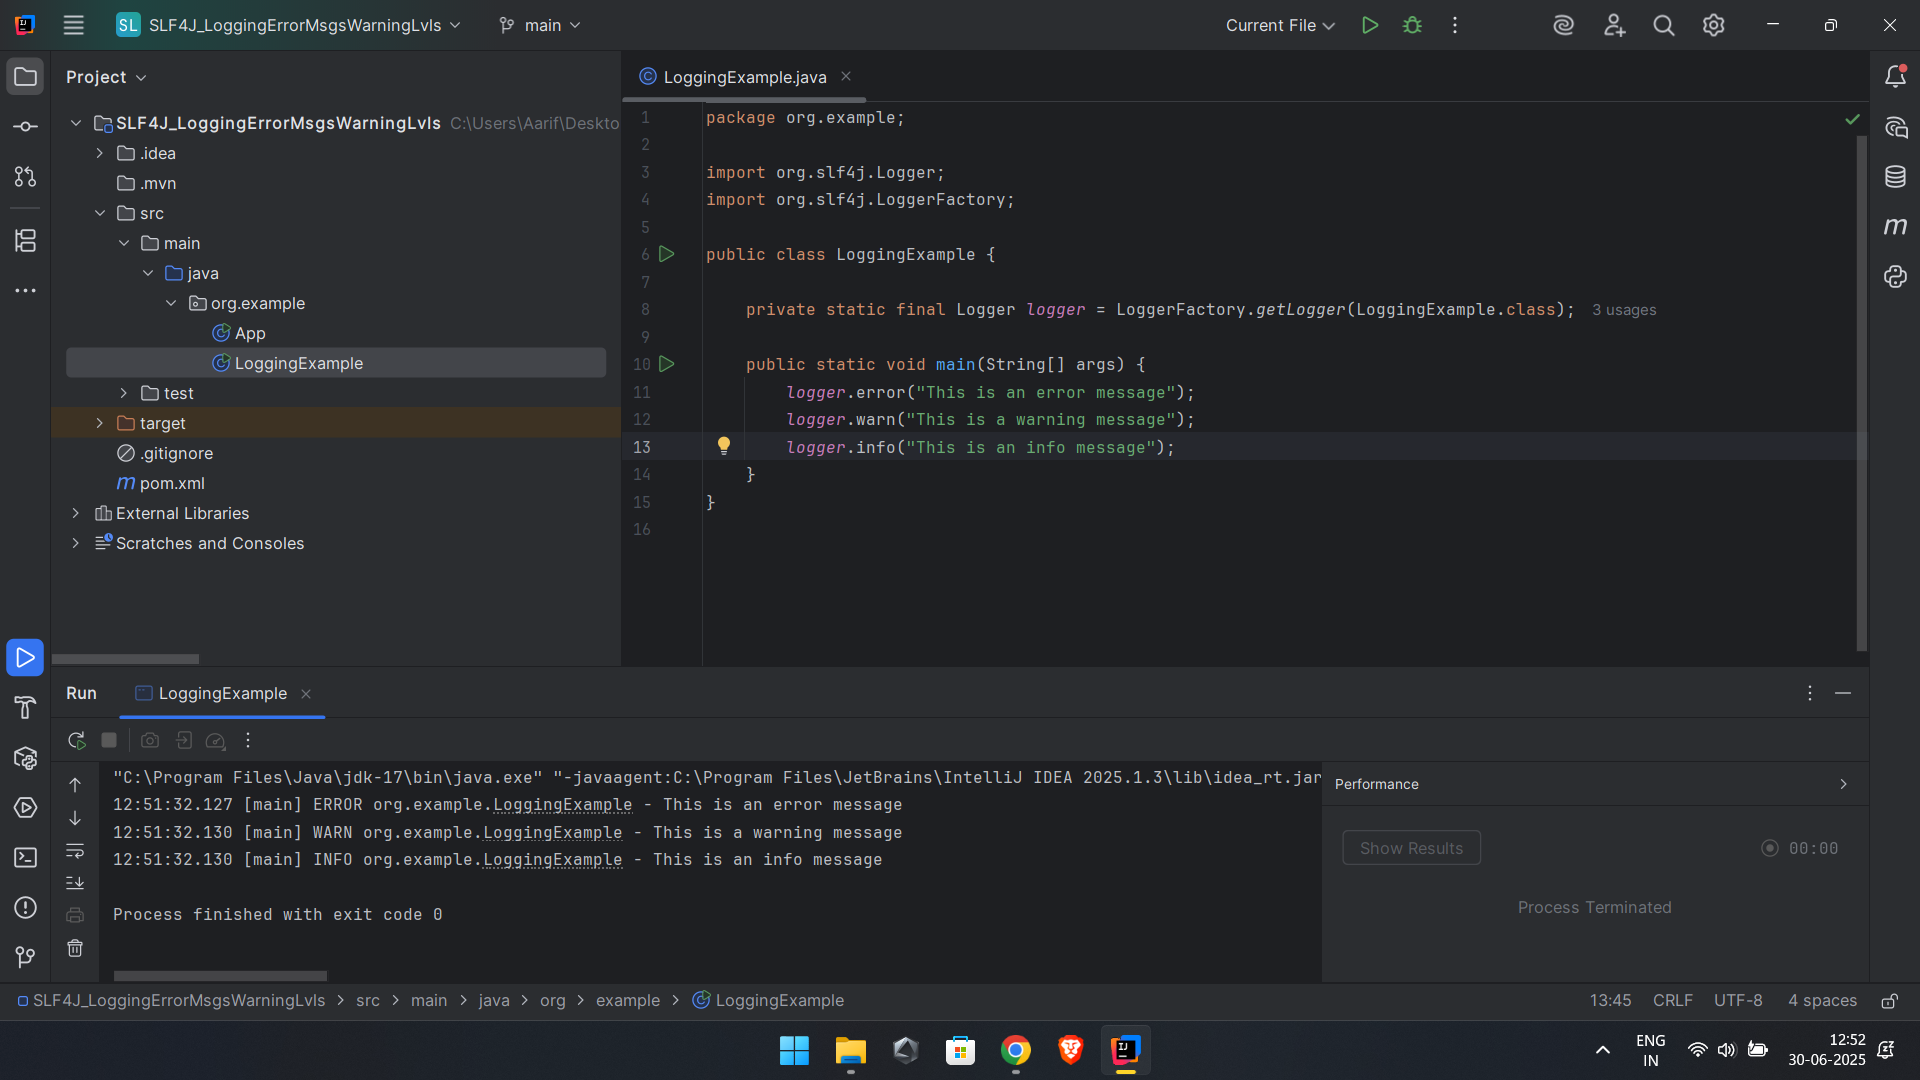 SL SLF4J_LoggingErrorMsgsWarningLvls main Current File
Project
SLF4J_LoggingErrorMsgsWarningLvls C:\Users\Aarif\Deskto
.idea
.mvn
src
main
java
org.example
App
LoggingExample
test
target
.gitignore
pom.xml
External Libraries
Scratches and Consoles
LoggingExample.java
1 package org.example;
2
3 import org.slf4j.Logger;
4 import org.slf4j.LoggerFactory;
5
6 public class LoggingExample {
7
8 private static final Logger logger = LoggerFactory.getLogger(LoggingExample.class); 3 usages
9
10 public static void main(String[] args) {
11 logger.error("This is an error message");
12 logger.warn("This is a warning message");
13 logger.info("This is an info message");
14 }
15 }
16
Run LoggingExample
"C:\Program Files\Java\jdk-17\bin\java.exe" "-javaagent:C:\Program Files\JetBrains\IntelliJ IDEA 2025.1.3\lib\idea_rt.jar
12:51:32.127 [main] ERROR org.example.LoggingExample - This is an error message
12:51:32.130 [main] WARN org.example.LoggingExample - This is a warning message
12:51:32.130 [main] INFO org.example.LoggingExample - This is an info message
Process finished with exit code 0
Performance
Show Results 00:00
Process Terminated
SLF4J_LoggingErrorMsgsWarningLvls > src > main > java > org > example > LoggingExample 13:45 CRLF UTF-8 4 spaces
ENG
IN
12:52
30-06-2025